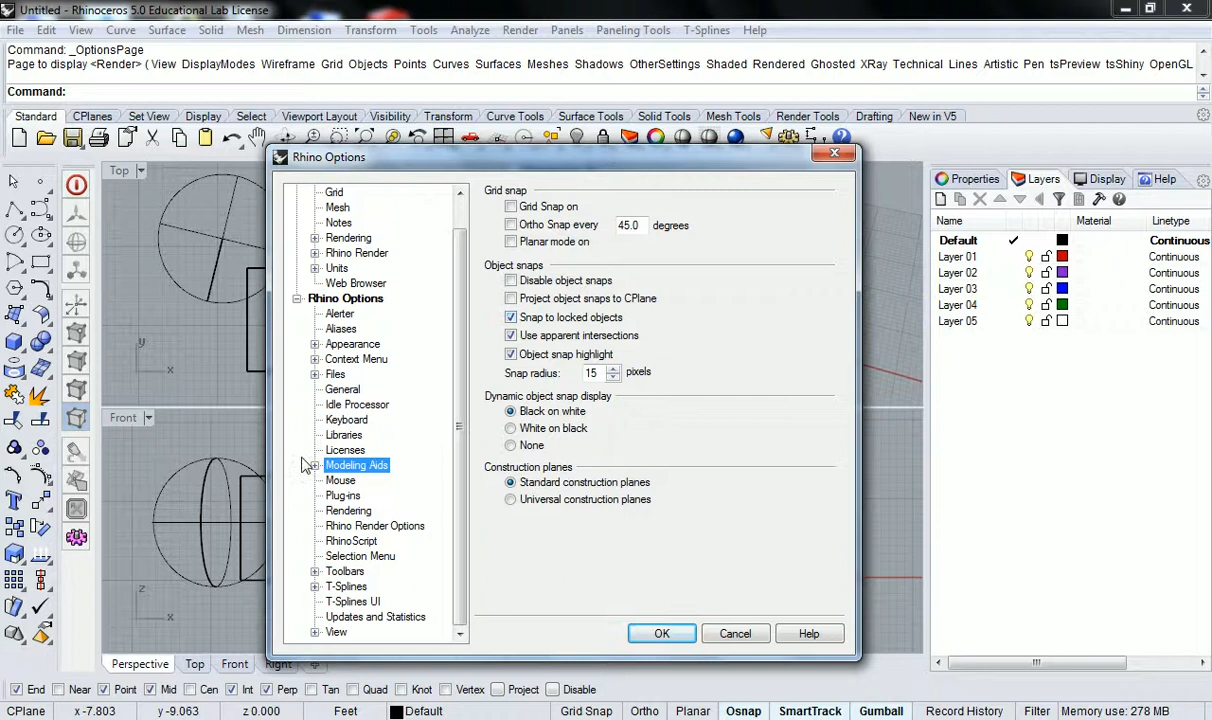 Untitled - Rhinoceros 5.0 Educational Lab License
File Edit View Curve Surface Solid Mesh Dimension Transform Tools Analyze Render Panels Paneling Tools T-Splines Help
Command: _OptionsPage
Page to display <Render> ( View DisplayModes Wireframe Grid Objects Points Curves Surfaces Meshes Shadows OtherSettings Shaded Rendered Ghosted XRay Technical Lines Artistic Pen tsPreview tsShiny OpenGL
Command:
Standard CPlanes Set View Display Select Viewport Layout Visibility Transform Curve Tools Surface Tools Solid Tools Mesh Tools Render Tools Drafting New in V5
Rhino Options
Top
Properties Layers Display Help
Name Material Linetype
Default Continuous
Layer 01 Continuous
Layer 02 Continuous
Layer 03 Continuous
Layer 04 Continuous
Layer 05 Continuous
Grid
Mesh
Notes
Rendering
Rhino Render
Units
Web Browser
Rhino Options
Alerter
Aliases
Appearance
Context Menu
Files
General
Idle Processor
Keyboard
Libraries
Licenses
Modeling Aids
Mouse
Plug-ins
Rendering
Rhino Render Options
RhinoScript
Selection Menu
Toolbars
T-Splines
T-Splines UI
Updates and Statistics
View
Grid snap
Grid Snap on
Ortho Snap every 45.0 degrees
Planar mode on
Object snaps
Disable object snaps
Project object snaps to CPlane
Snap to locked objects
Use apparent intersections
Object snap highlight
Snap radius: 15 pixels
Dynamic object snap display
Black on white
White on black
None
Construction planes
Standard construction planes
Universal construction planes
OK Cancel Help
y
x
Front
z
x
Perspective Top Front Right
End Near Point Mid Cen Int Perp Tan Quad Knot Vertex Project Disable
CPlane x -7.803 y -9.063 z 0.000 Feet Default Grid Snap Ortho Planar Osnap SmartTrack Gumball Record History Filter Memory use: 278 MB